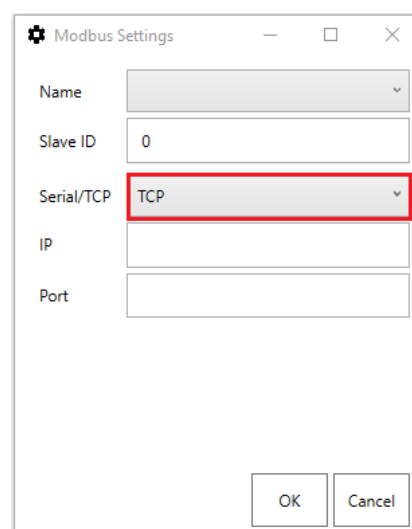 Modbus Settings
Name
Slave ID 0
Serial/TCP TCP
IP
Port
OK Cancel